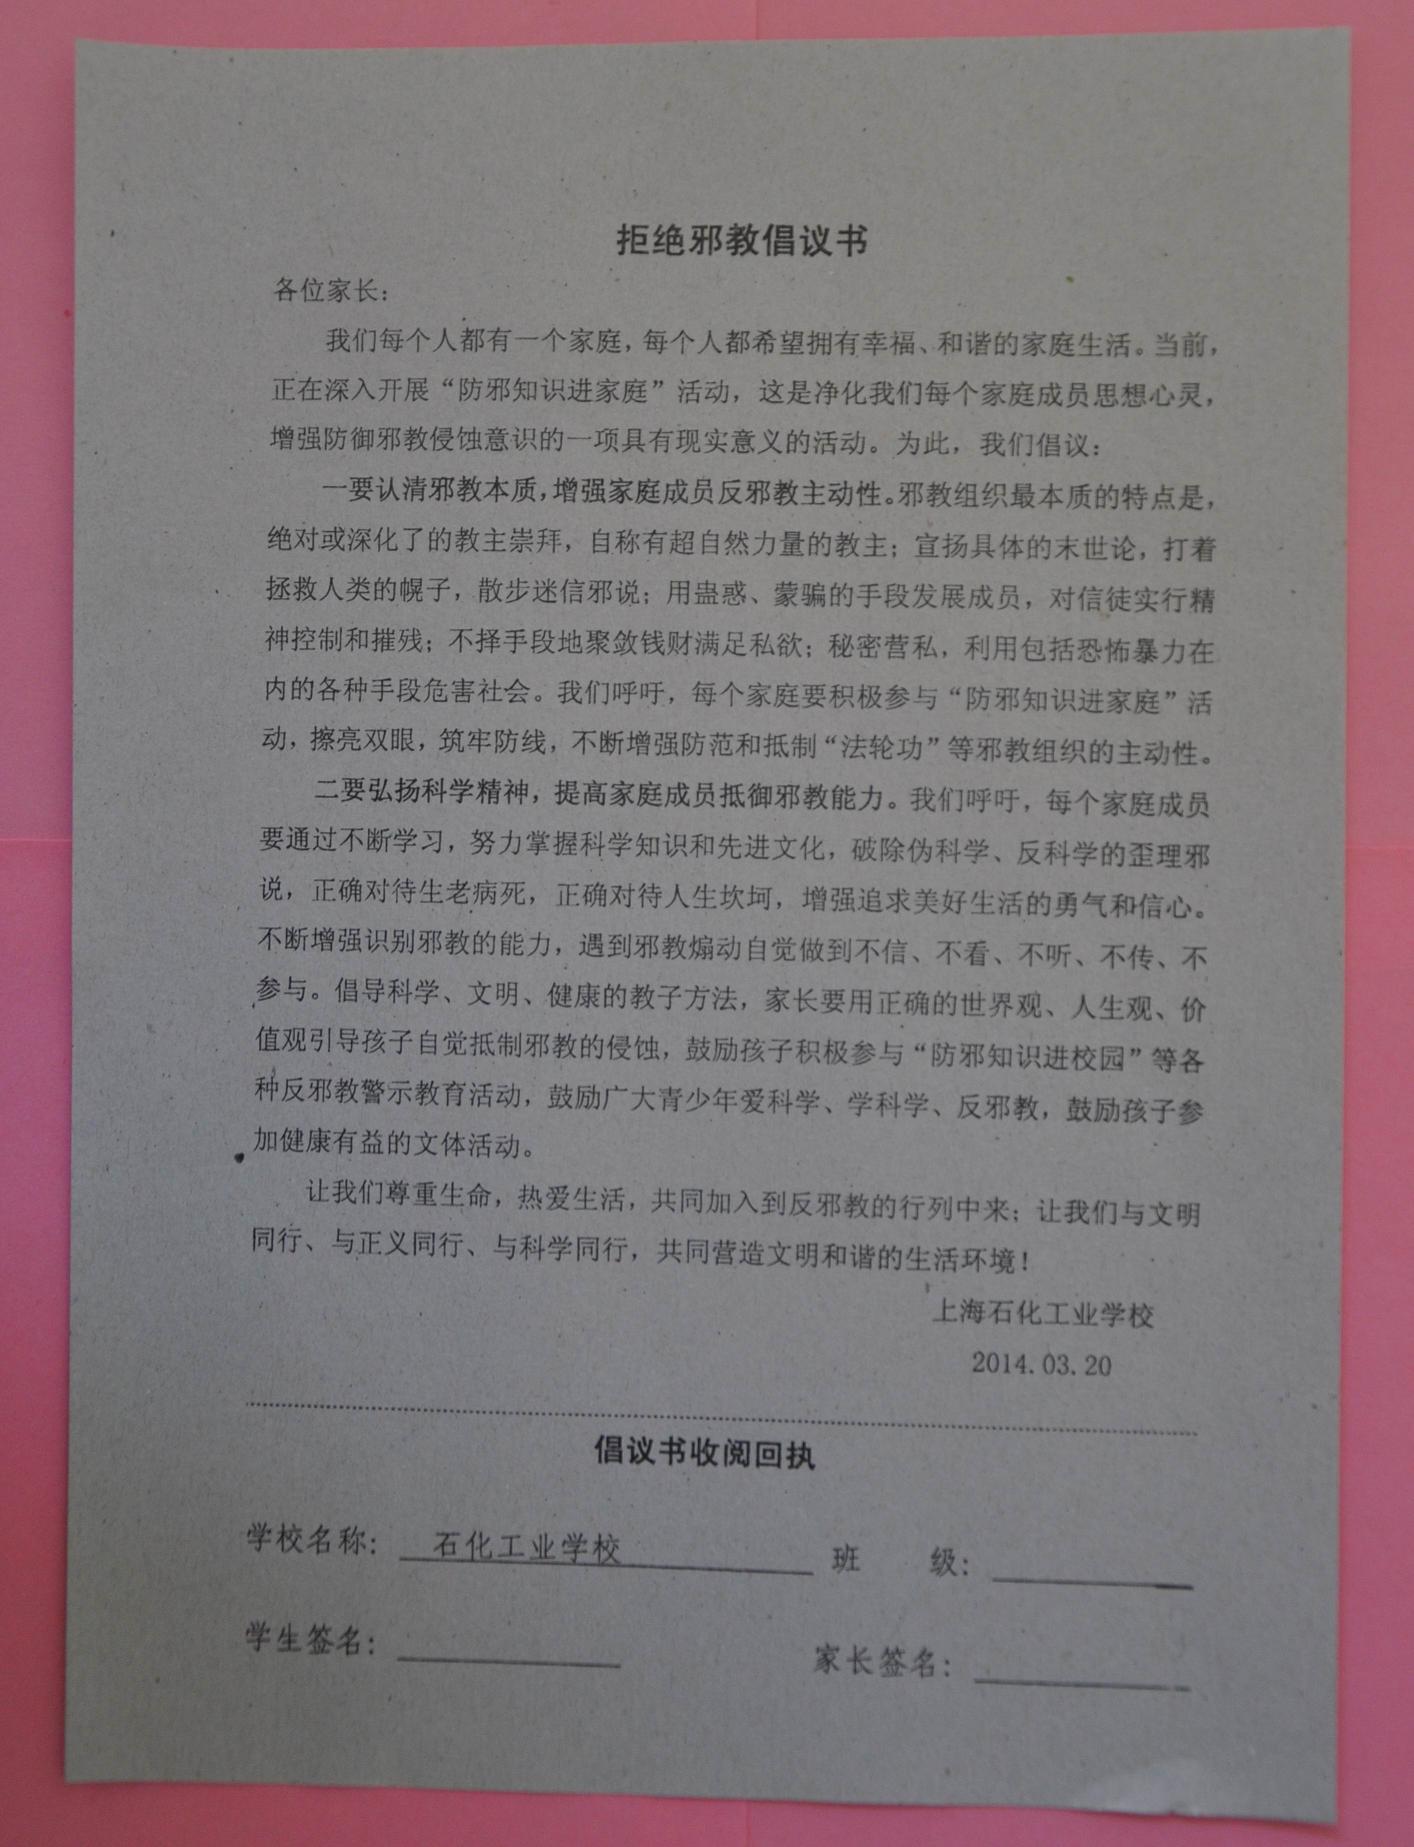 拒绝邪教倡议书
各位家长：
我们每个人都有一个家庭，每个人都希望拥有幸福、和谐的家庭生活。当前，
正在深入开展“防邪知识进家庭”活动，这是净化我们每个家庭成员思想心灵，
增强防御邪教侵蚀意识的一项具有现实意义的活动。为此，我们倡议：
一要认清邪教本质，增强家庭成员反邪教主动性。邪教组织最本质的特点是，
绝对或深化了的教主崇拜，自称有超自然力量的教主；宣扬具体的末世论，打着
拯救人类的幌子，散步迷信邪说；用蛊惑、蒙骗的手段发展成员，对信徒实行精
神控制和摧残；不择手段地聚敛钱财满足私欲；秘密营私，利用包括恐怖暴力在
内的各种手段危害社会。我们呼吁，每个家庭要积极参与“防邪知识进家庭”活
动，擦亮双眼，筑牢防线，不断增强防范和抵制“法轮功”等邪教组织的主动性。
二要弘扬科学精神，提高家庭成员抵御邪教能力。我们呼吁，每个家庭成员
要通过不断学习，努力掌握科学知识和先进文化，破除伪科学、反科学的歪理邪
说，正确对待生老病死，正确对待人生坎坷，增强追求美好生活的勇气和信心。
不断增强识别邪教的能力，遇到邪教煽动自觉做到不信、不看、不听、不传、不
参与。倡导科学、文明、健康的教子方法，家长要用正确的世界观、人生观、价
值观引导孩子自觉抵制邪教的侵蚀，鼓励孩子积极参与“防邪知识进校园”等各
种反邪教警示教育活动，鼓励广大青少年爱科学、学科学、反邪教，鼓励孩子参
加健康有益的文体活动。
让我们尊重生命，热爱生活，共同加入到反邪教的行列中来；让我们与文明
同行、与正义同行、与科学同行，共同营造文明和谐的生活环境！
上海石化工业学校
2014.03.20
倡议书收阅回执
学校名称： 石化工业学校 班 级：
学生签名： 家长签名：